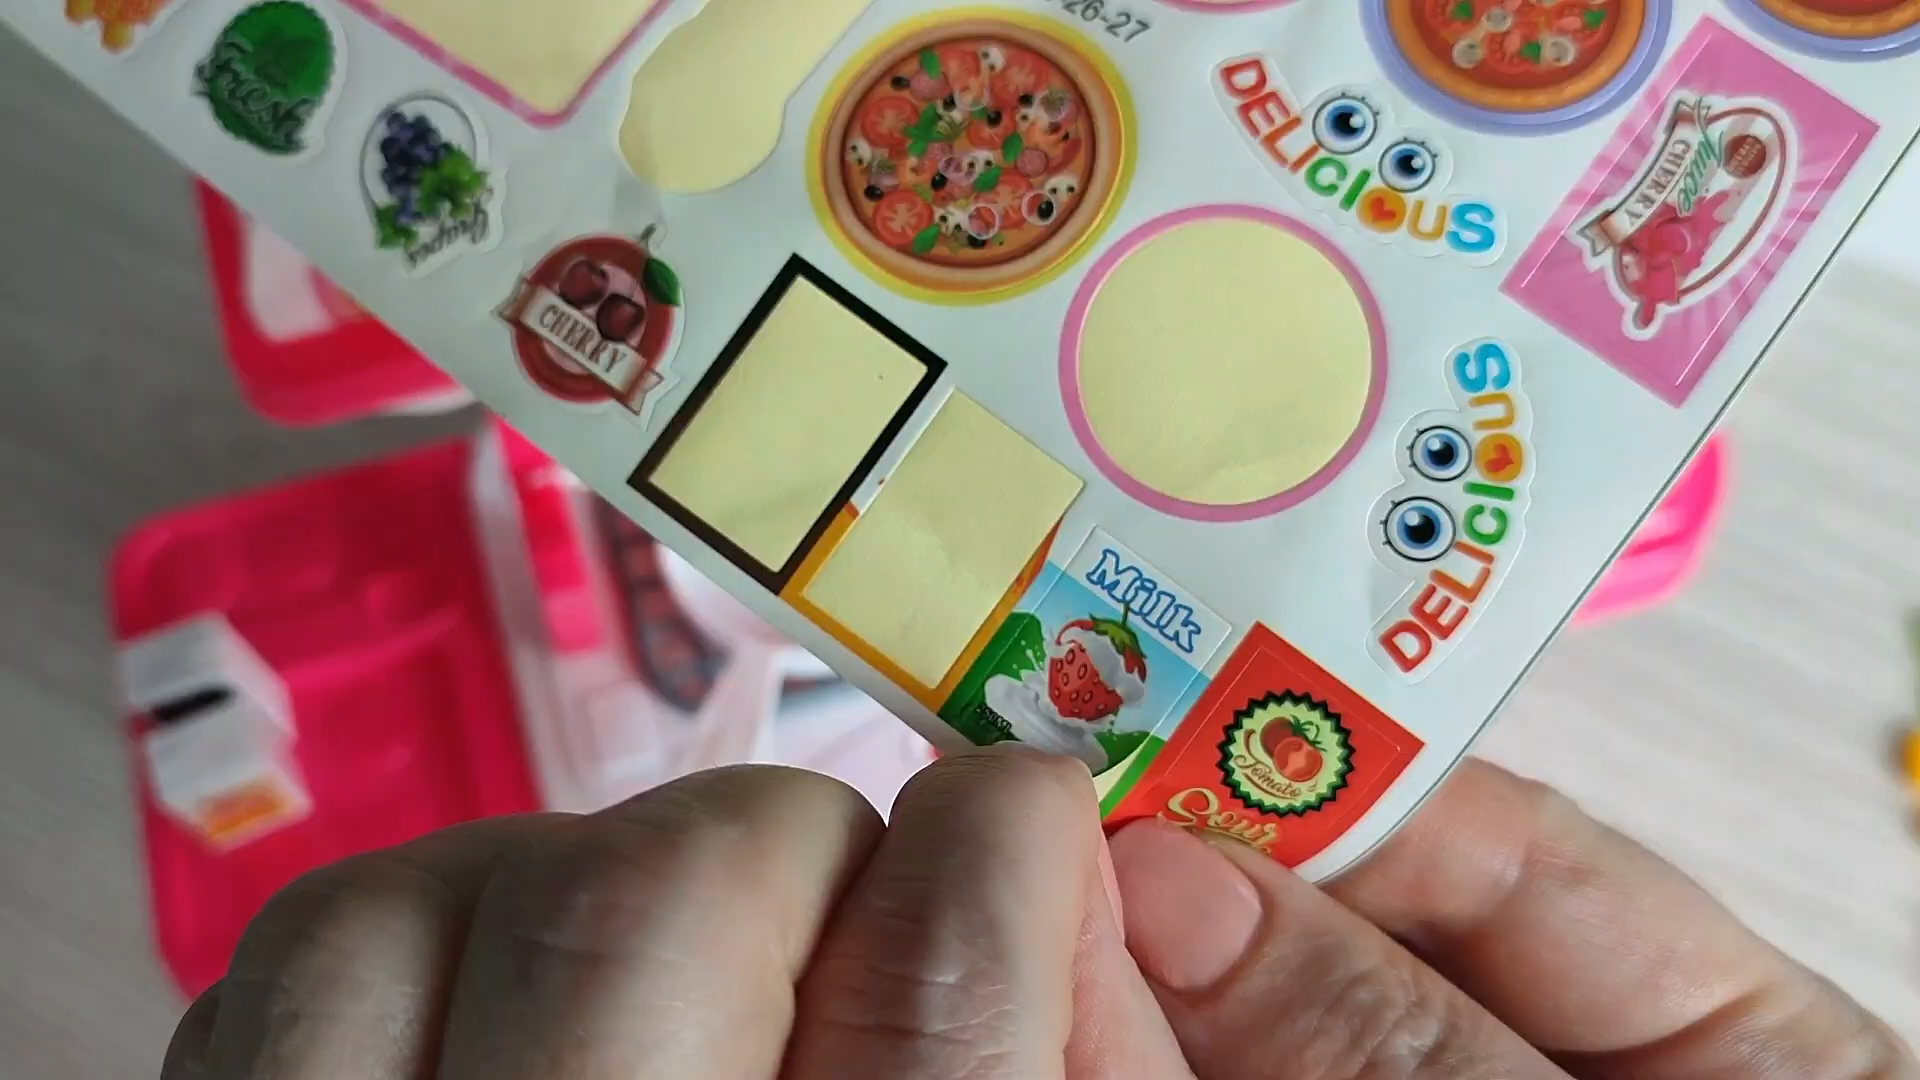 -26-27
Fresh
DELICIOUS
Juice
CHERRY
Grapes
CHERRY
DELICIOUS
Milk
Tomato
Sour